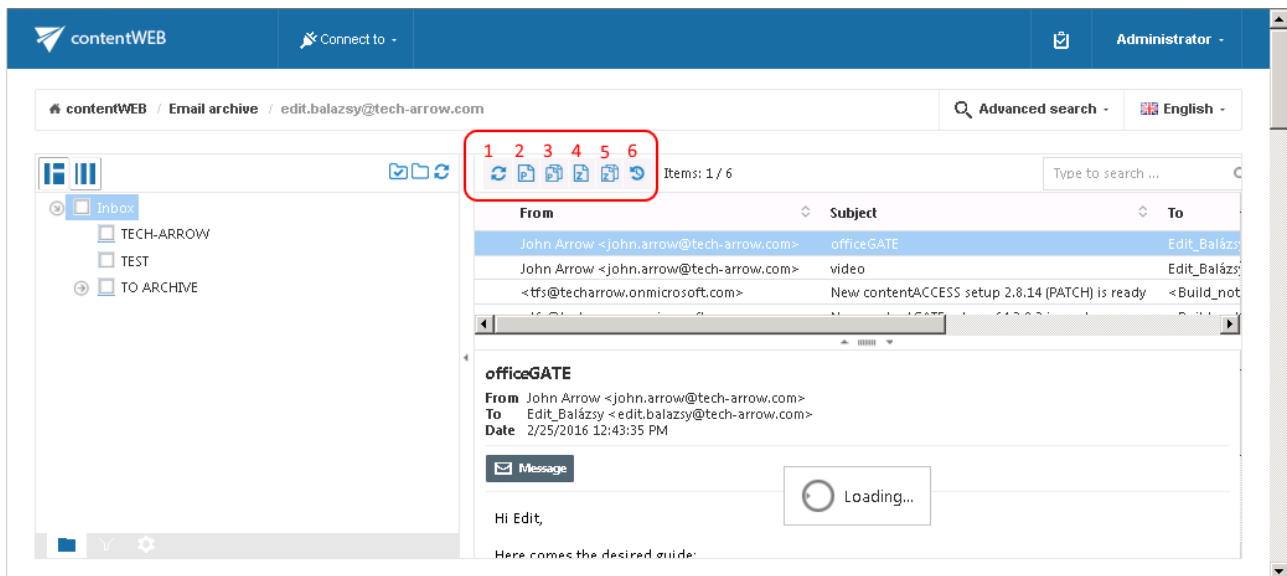 contentWEB
Connect to
Administrator
contentWEB / Email archive / edit.balazsy@tech-arrow.com
Advanced search
English
1 2 3 4 5 6
P P Z Z
Items: 1 / 6
Type to search ...
Inbox
TECH-ARROW
TEST
TO ARCHIVE
From Subject To
John Arrow <john.arrow@tech-arrow.com> officeGATE Edit_Balázsy
John Arrow <john.arrow@tech-arrow.com> video Edit_Balázsy
<tfs@techarrow.onmicrosoft.com> New contentACCESS setup 2.8.14 (PATCH) is ready <Build_not
officeGATE
From John Arrow <john.arrow@tech-arrow.com>
To Edit_Balázsy <edit.balazsy@tech-arrow.com>
Date 2/25/2016 12:43:35 PM
Message
Loading...
Hi Edit,
Here comes the desired guide: